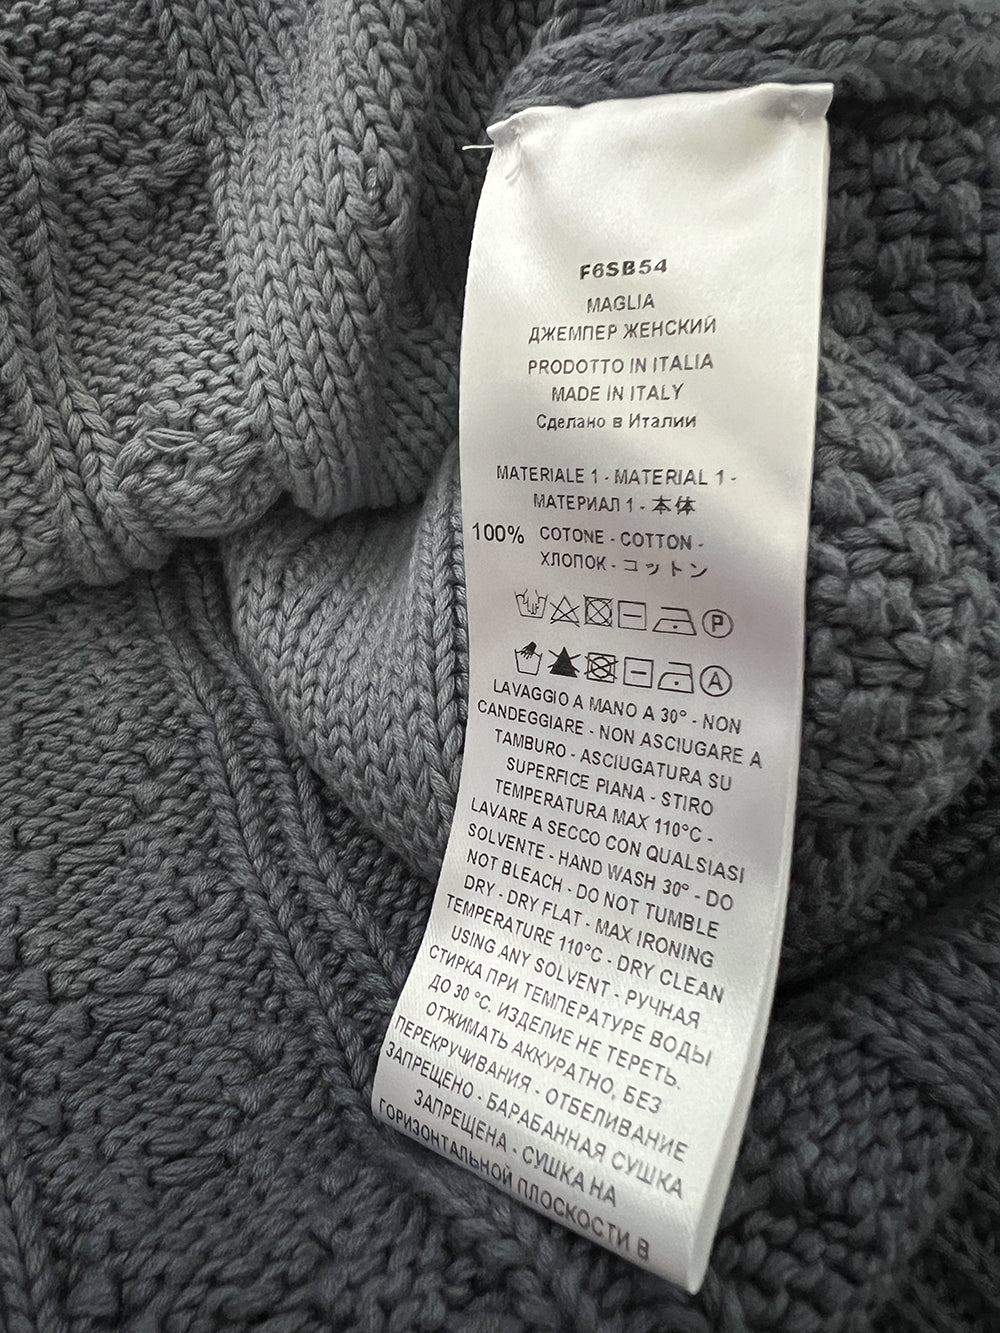 F6SB54
MAGLIA
ДЖЕМПЕР ЖЕНСКИЙ
PRODOTTO IN ITALIA
MADE IN ITALY
Сделано в Италии
MATERIALE 1 - MATERIAL 1 -
МАТЕРИАЛ 1 - 本体
100% COTONE - COTTON -
ХЛОПОК - コットン
P
A
LAVAGGIO A MANO A 30° - NON
CANDEGGIARE - NON ASCIUGARE A
TAMBURO - ASCIUGATURA SU
SUPERFICE PIANA - STIRO
TEMPERATURA MAX 110°C -
LAVARE A SECCO CON QUALSIASI
SOLVENTE - HAND WASH 30° - DO
NOT BLEACH - DO NOT TUMBLE
DRY - DRY FLAT - MAX IRONING
TEMPERATURE 110°C - DRY CLEAN
USING ANY SOLVENT - РУЧНАЯ
СТИРКА ПРИ ТЕМПЕРАТУРЕ ВОДЫ
ДО 30 °C. ИЗДЕЛИЕ НЕ ТЕРЕТЬ.
ОТЖИМАТЬ АККУРАТНО, БЕЗ
ПЕРЕКРУЧИВАНИЯ - ОТБЕЛИВАНИЕ
ЗАПРЕЩЕНО - БАРАБАННАЯ СУШКА
ЗАПРЕЩЕНА - СУШКА НА
ГОРИЗОНТАЛЬНОЙ ПЛОСКОСТИ В